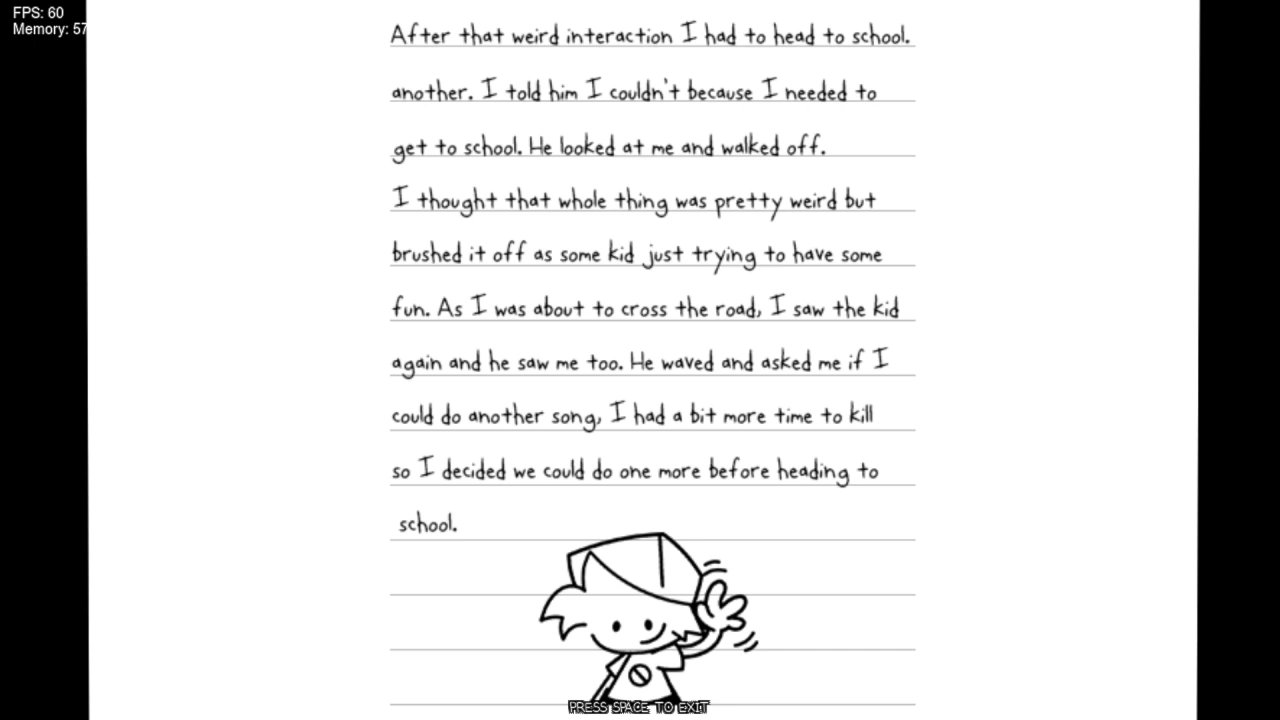 FPS: 60
Memory: 57
After that weird interaction I had to head to school.
another. I told him I couldn't because I needed to
get to school. He looked at me and walked off.
I thought that whole thing was pretty weird but
brushed it off as some kid just trying to have some
fun. As I was about to cross the road, I saw the kid
again and he saw me too. He waved and asked me if I
could do another song, I had a bit more time to kill
so I decided we could do one more before heading to
school.
PRESS SPACE TO EXIT